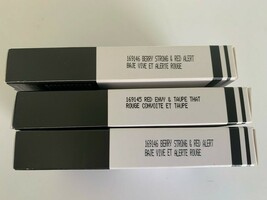 169146 BERRY STRONG & RED ALERT
BAIE VIVE ET ALERTE ROUGE
169145 RED ENVY & TAUPE THAT
ROUGE CONVOITE ET TAUPE
169146 BERRY STRONG & RED ALERT
BAIE VIVE ET ALERTE ROUGE